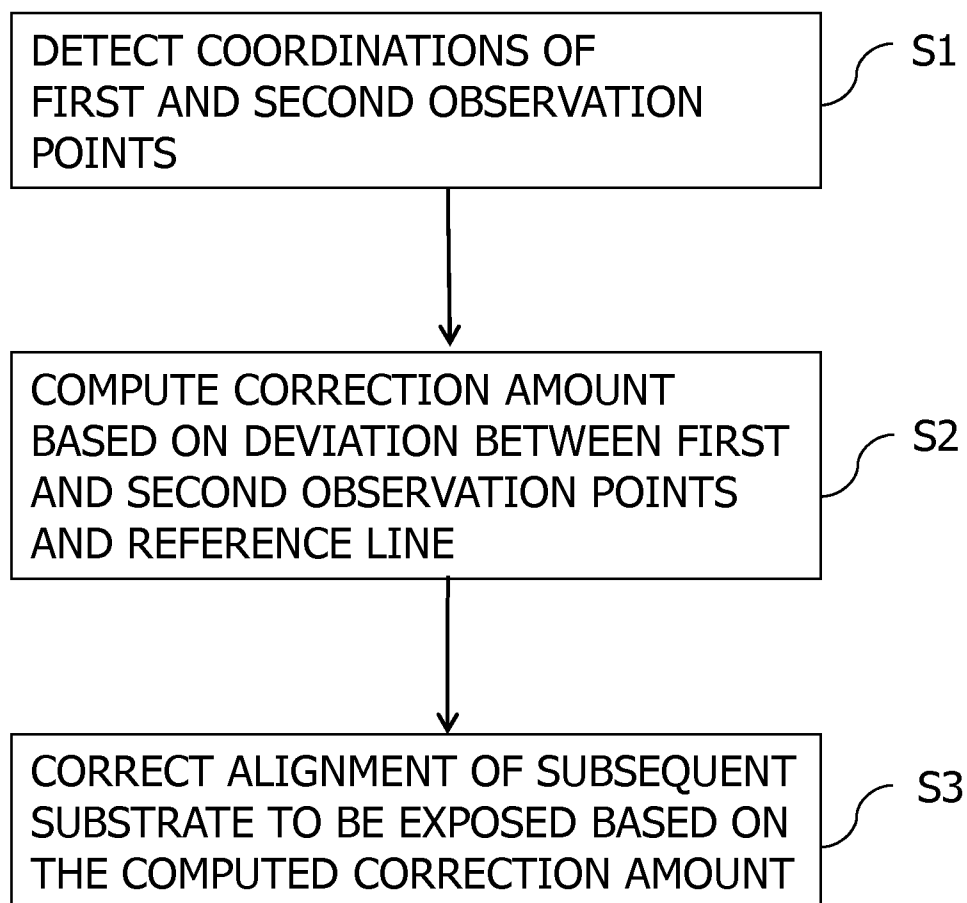 DETECT COORDINATIONS OF
FIRST AND SECOND OBSERVATION
POINTS
S1
COMPUTE CORRECTION AMOUNT
BASED ON DEVIATION BETWEEN FIRST
AND SECOND OBSERVATION POINTS
AND REFERENCE LINE
S2
CORRECT ALIGNMENT OF SUBSEQUENT
SUBSTRATE TO BE EXPOSED BASED ON
THE COMPUTED CORRECTION AMOUNT
S3